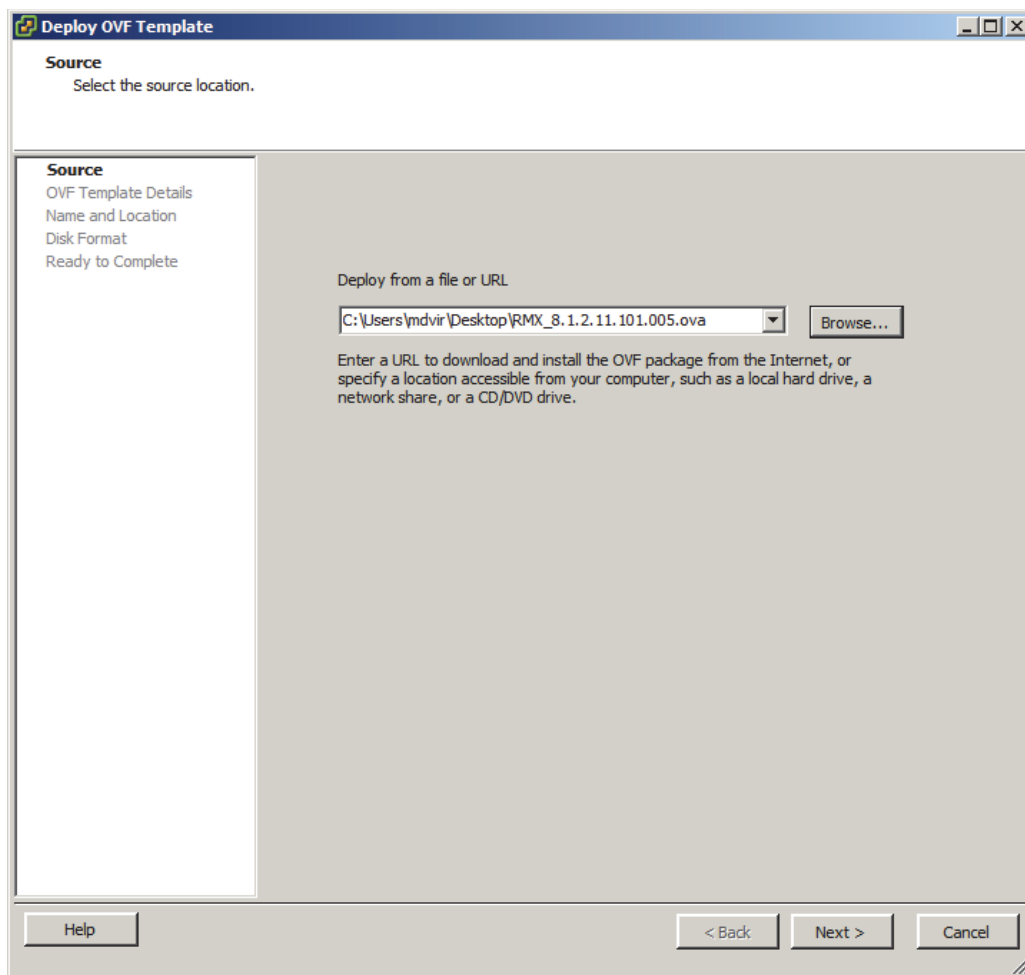 Deploy OVF Template
Source
Select the source location.
Source
OVF Template Details
Name and Location
Disk Format
Ready to Complete
Deploy from a file or URL
C:\Users\mdvir\Desktop\RMX_8.1.2.11.101.005.ova
Browse...
Enter a URL to download and install the OVF package from the Internet, or
specify a location accessible from your computer, such as a local hard drive, a
network share, or a CD/DVD drive.
Help
< Back
Next >
Cancel